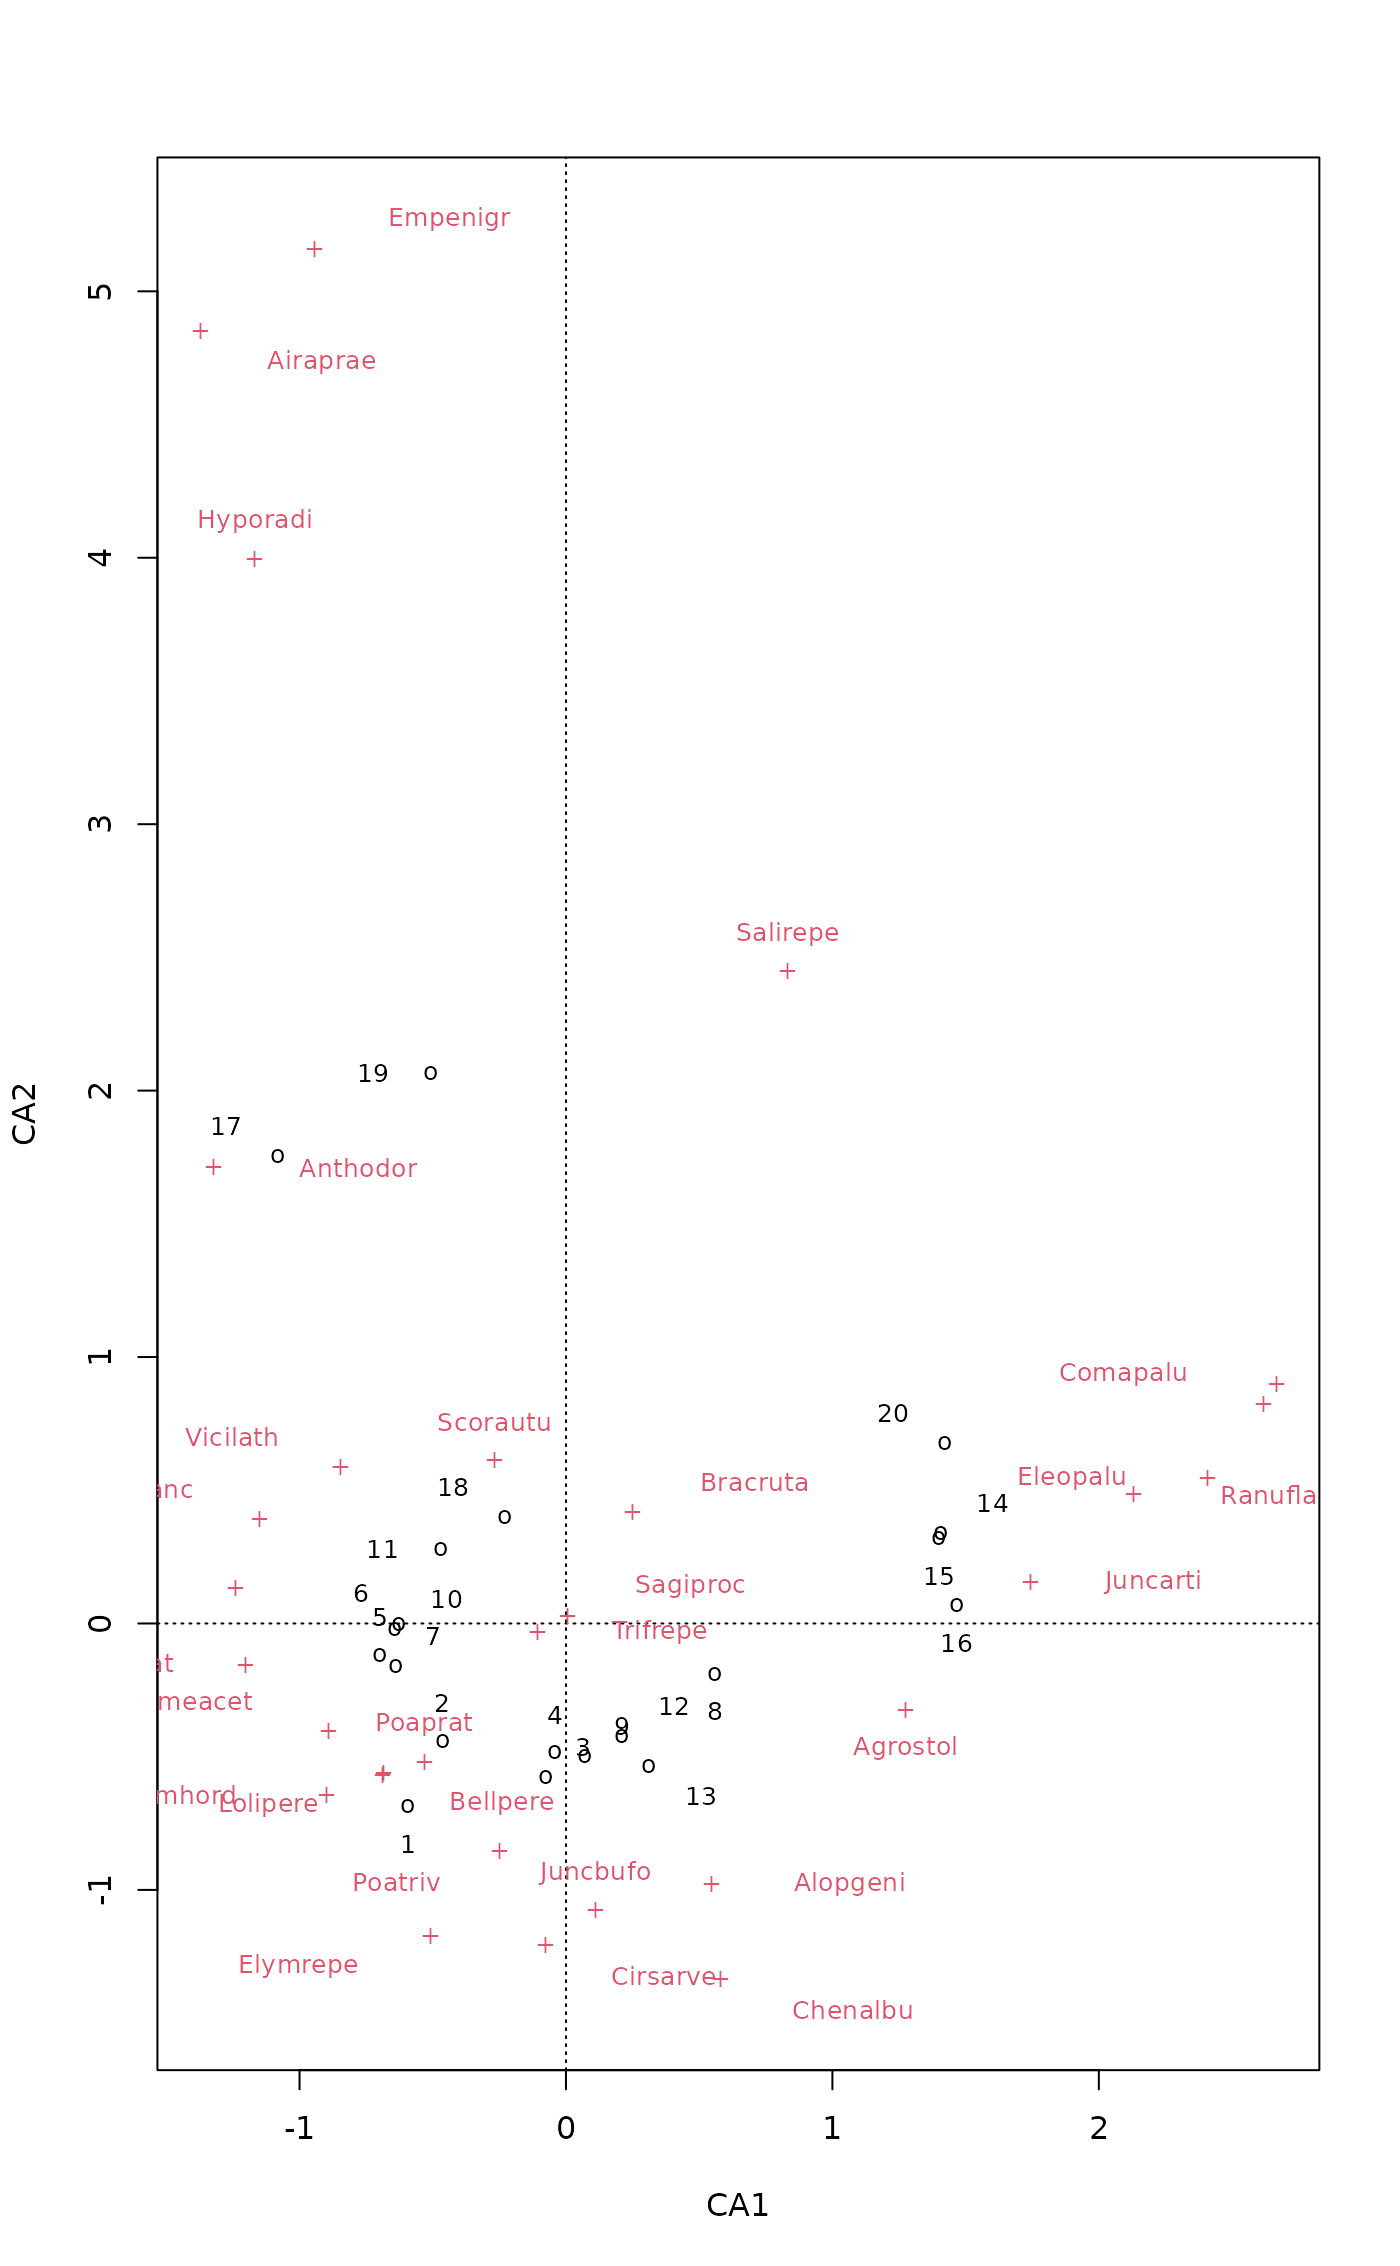 Empenigr
5
Airaprae
Hyporadi
4
3
Salirepe
19
2
17
CA2
Anthodor
1
Comapalu
20
Scorautu
Vicilath
Eleopalu
Bracruta
18
anc
Ranufla
14
11
Juncarti
15
Sagiproc
6
10
5
0
Trifrepe
7
16
at
meacet
2
12
8
4
Poaprat
9
Agrostol
3
mhord
13
Bellpere
Lolipere
1
Juncbufo
Poatriv
Alopgeni
-1
Elymrepe
Cirsarve
Chenalbu
-1 0 1 2
CA1